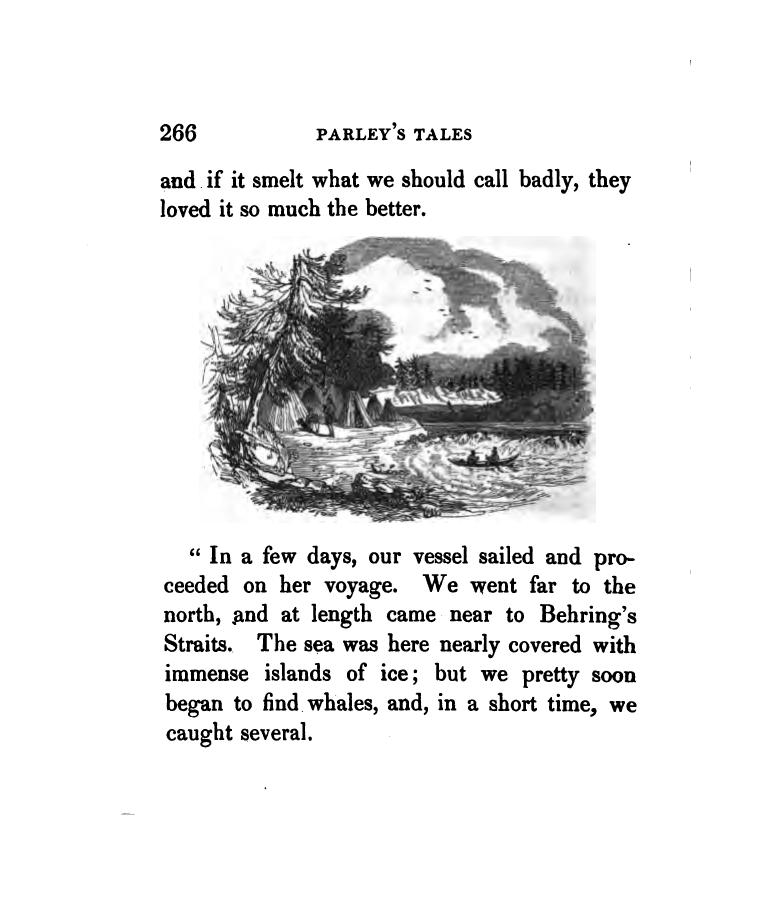 266 PARLEY'S TALES
and if it smelt what we should call badly, they
loved it so much the better.
“ In a few days, our vessel sailed and pro-
ceeded on her voyage. We went far to the
north, and at length came near to Behring's
Straits. The sea was here nearly covered with
immense islands of ice; but we pretty soon
began to find whales, and, in a short time, we
caught several.